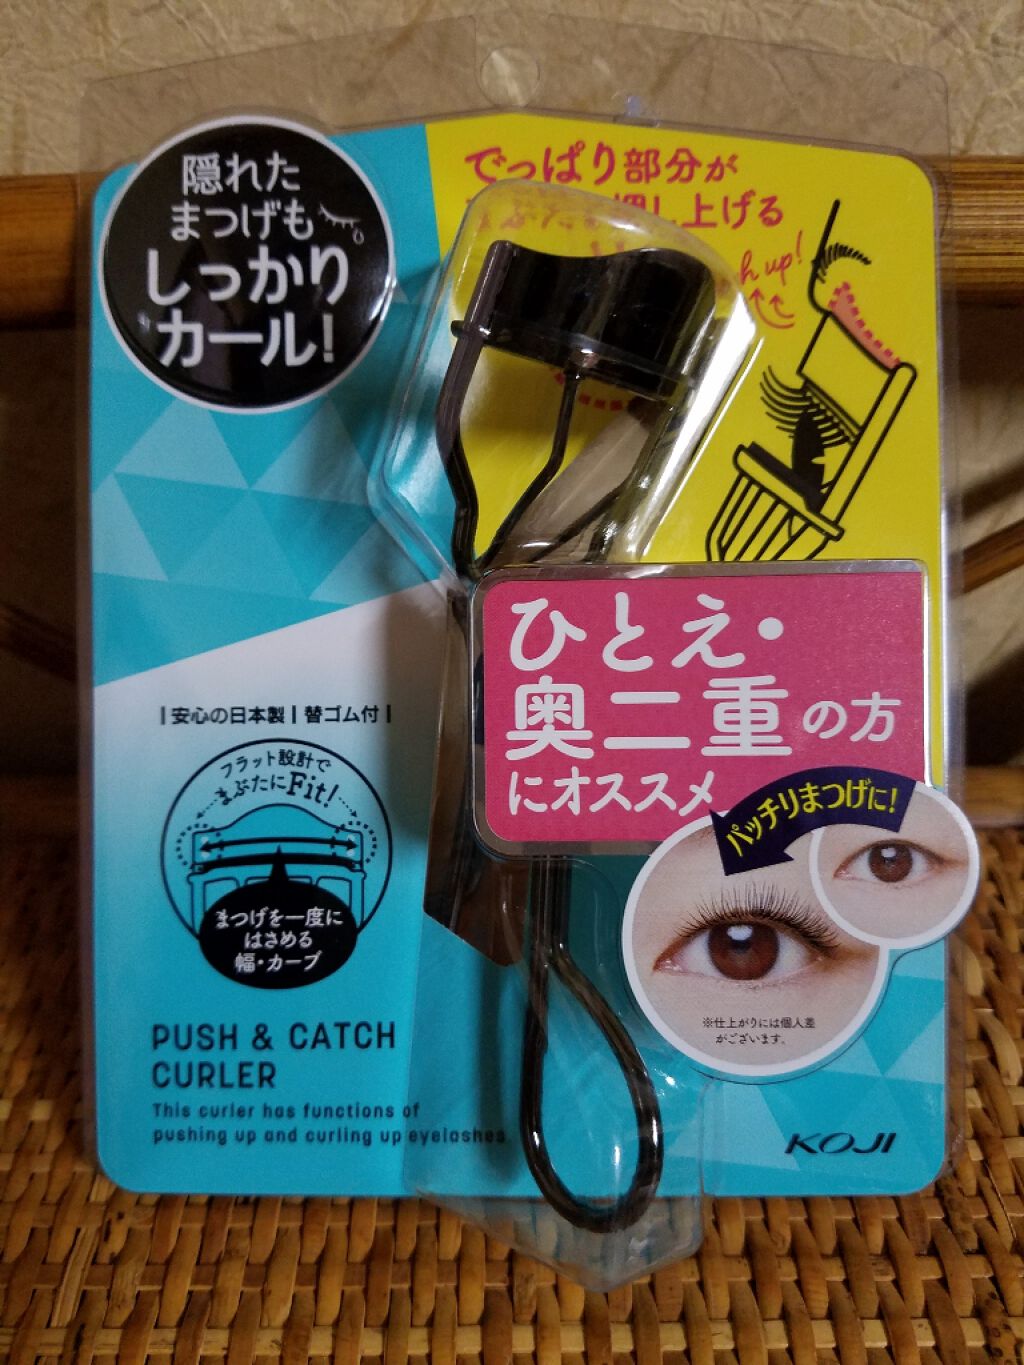 隠れた
まつげも
しっかり
カール!
でっぱり部分が
押し上げる
up!
ひとえ・
奥二重の方
にオススメ
|安心の日本製|替ゴム付|
フラット設計で
まぶたにFit!
まつげを一度に
はさめる
幅・カーブ
パッチリまつげに!
※仕上がりには個人差
がございます。
PUSH & CATCH
CURLER
This curler has functions of
pushing up and curling up eyelashes
KOJI